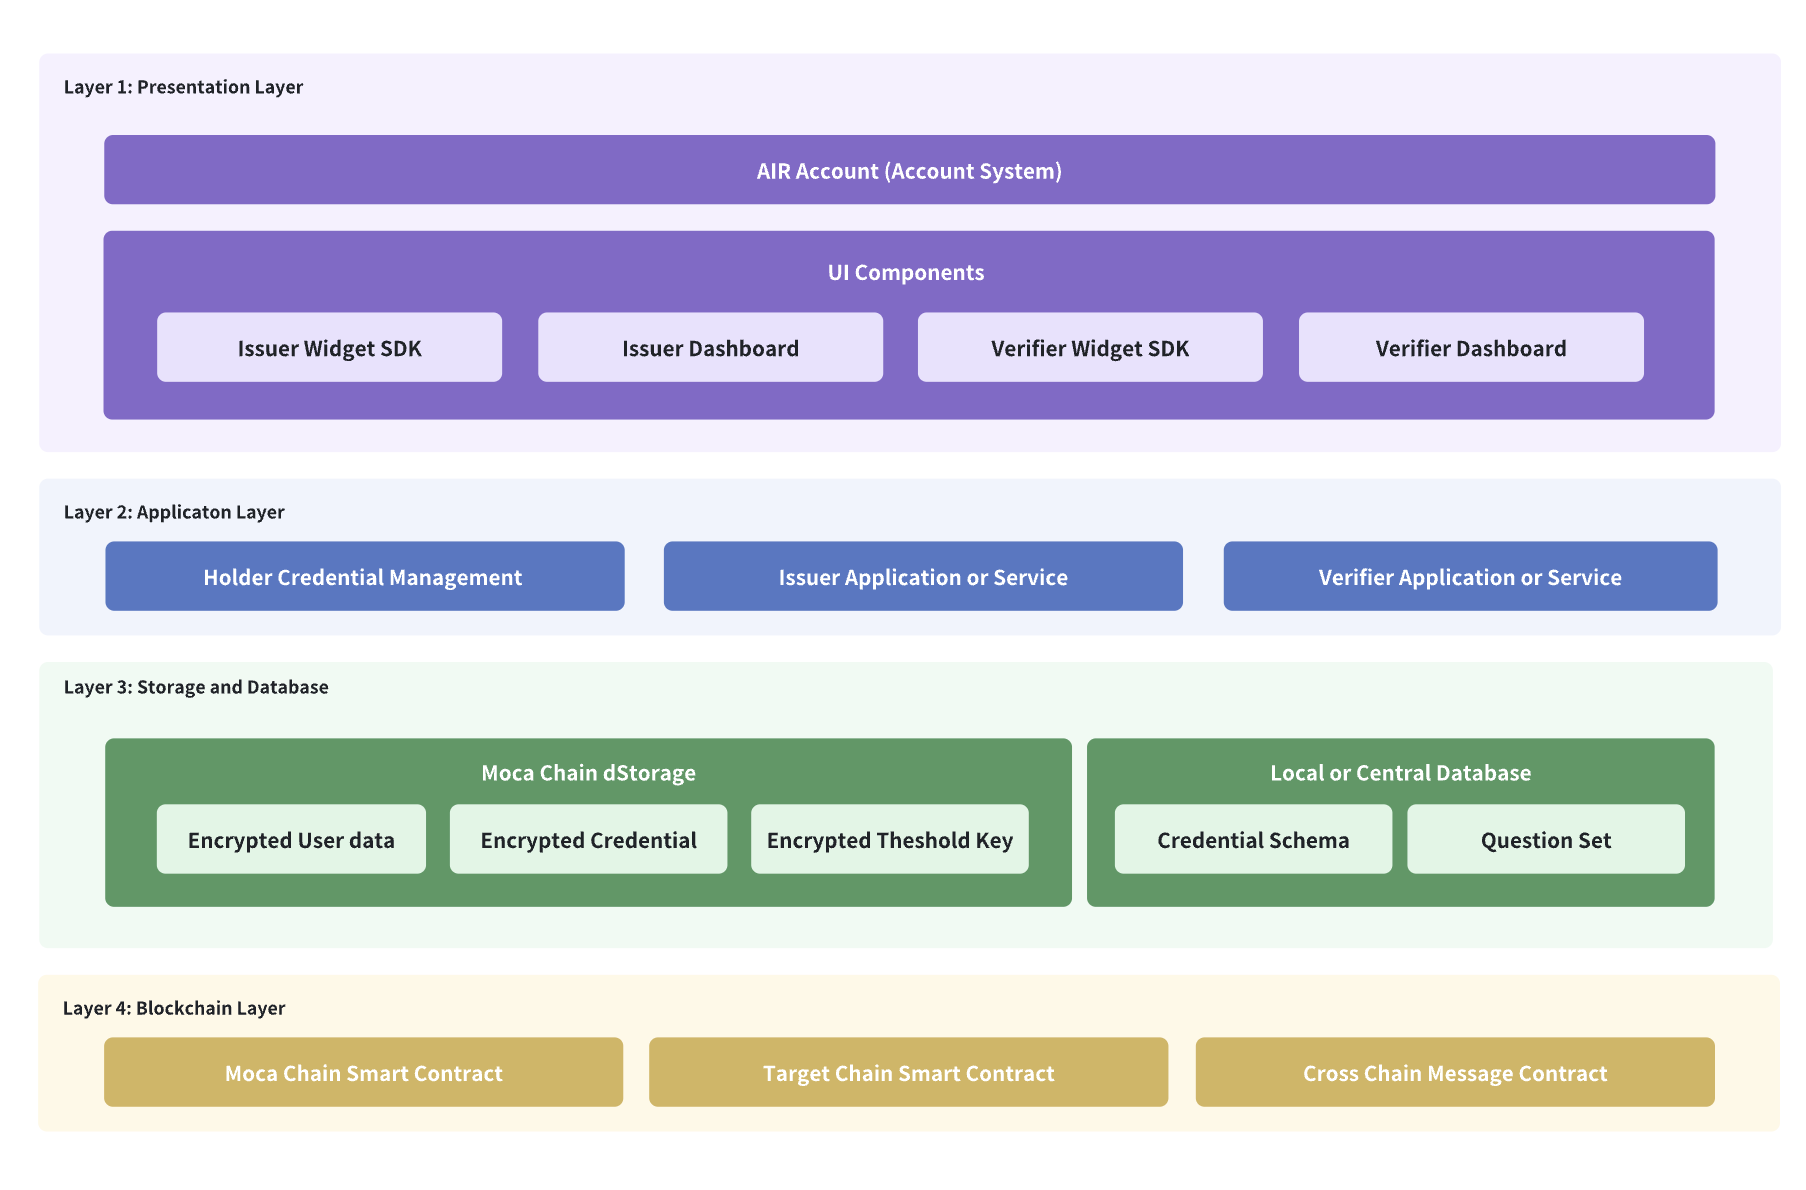 Layer 1: Presentation Layer
AIR Account (Account System)
UI Components
Issuer Widget SDK
Issuer Dashboard
Verifier Widget SDK
Verifier Dashboard
Layer 2: Applicaton Layer
Holder Credential Management
Issuer Application or Service
Verifier Application or Service
Layer 3: Storage and Database
Moca Chain dStorage
Encrypted User data
Encrypted Credential
Encrypted Theshold Key
Local or Central Database
Credential Schema
Question Set
Layer 4: Blockchain Layer
Moca Chain Smart Contract
Target Chain Smart Contract
Cross Chain Message Contract